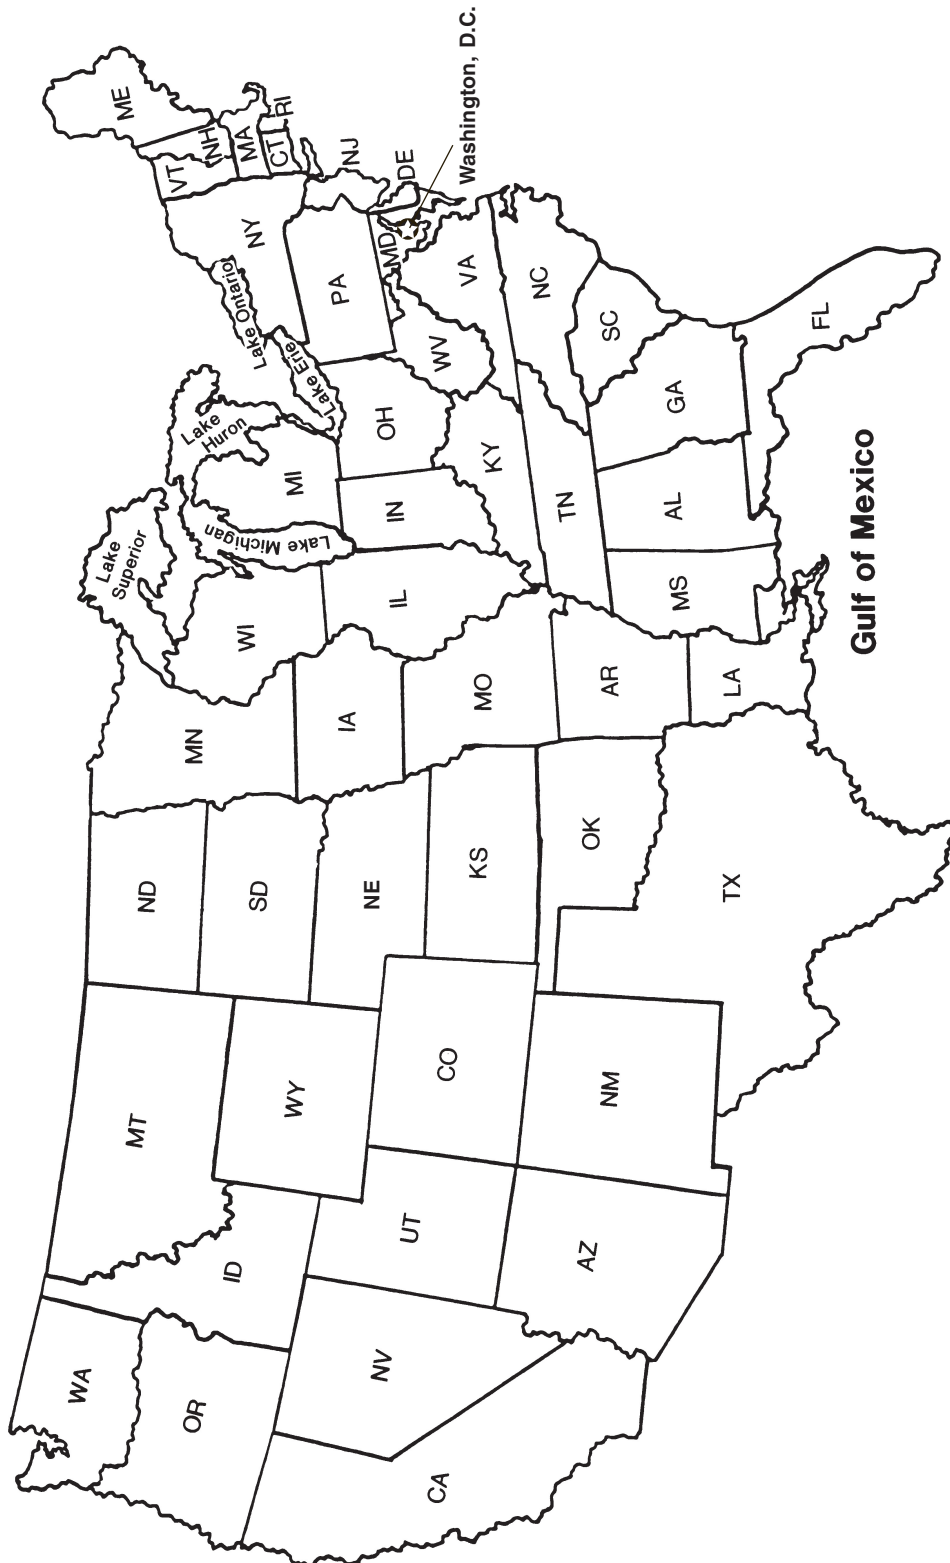 WA
OR
CA
NV
ID
MT
WY
UT
AZ
CO
NM
ND
SD
NE
KS
OK
TX
MN
IA
MO
AR
LA
WI
IL
MS
MI
IN
OH
KY
TN
AL
GA
FL
SC
NC
VA
WV
PA
NY
VT
NH
ME
MA
CT
RI
NJ
DE
MD
Washington, D.C.
Lake
Superior
Lake Michigan
Lake
Huron
Lake Erie
Lake Ontario
Gulf of Mexico